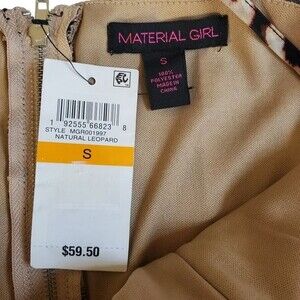 MATERIAL GIRL
S
100%
POLYESTER
MADE IN
CHINA
1 92555 66823 8
STYLE MGR001997
NATURAL LEOPARD
S
$59.50